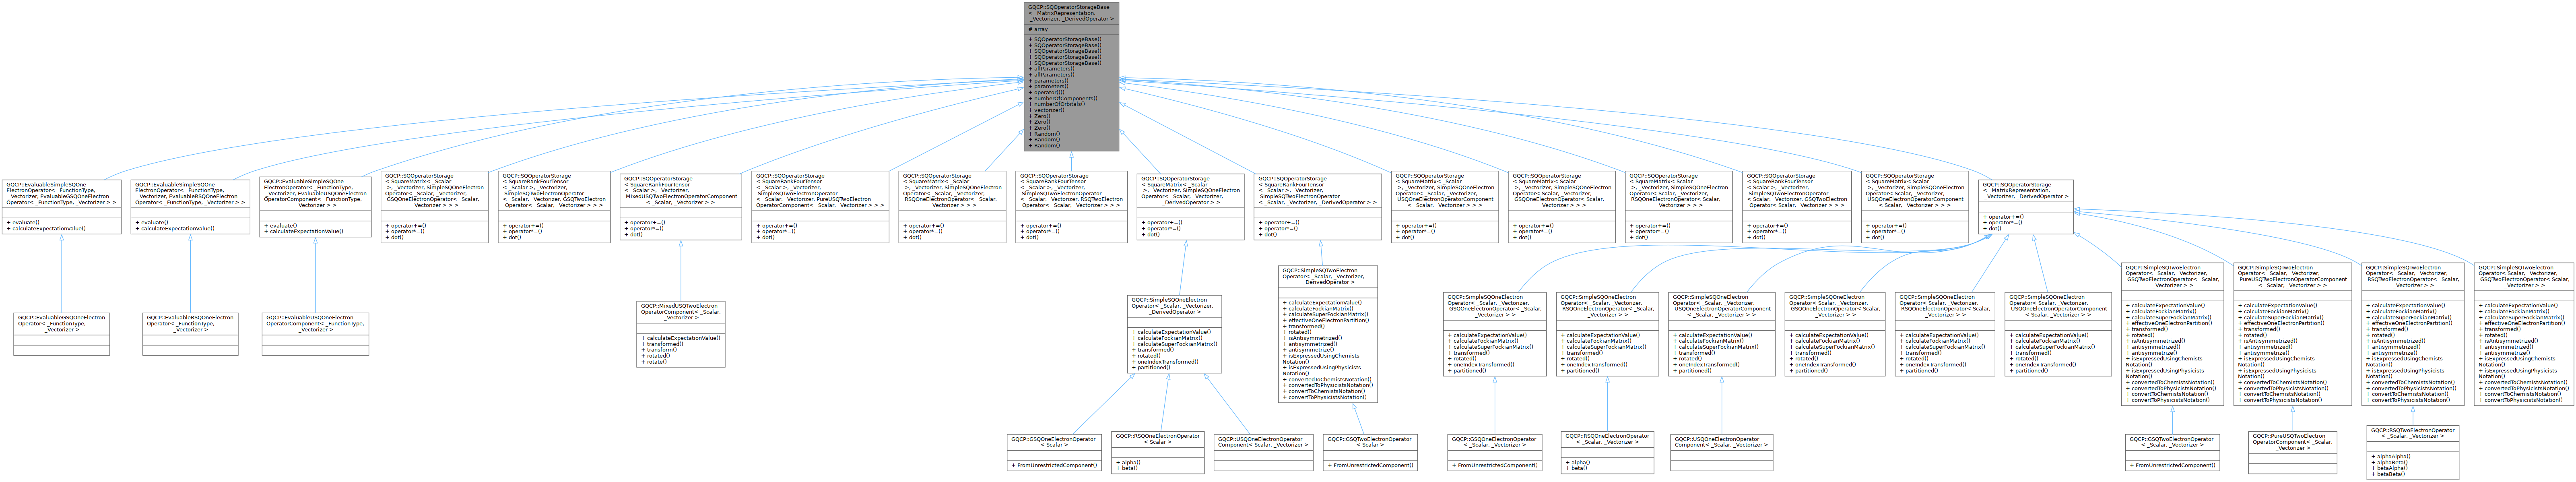 GQCP::SQOperatorStorageBase
< _MatrixRepresentation,
_Vectorizer, _DerivedOperator >
# array
+ SQOperatorStorageBase()
+ SQOperatorStorageBase()
+ SQOperatorStorageBase()
+ SQOperatorStorageBase()
+ SQOperatorStorageBase()
+ allParameters()
+ allParameters()
+ parameters()
+ parameters()
+ operator()()
+ numberOfComponents()
+ numberOfOrbitals()
+ vectorizer()
+ Zero()
+ Zero()
+ Zero()
+ Random()
+ Random()
+ Random()
GQCP::EvaluableSimpleSQOne
ElectronOperator< _FunctionType,
_Vectorizer, EvaluableGSQOneElectron
Operator< _FunctionType, _Vectorizer > >
+ evaluate()
+ calculateExpectationValue()
GQCP::EvaluableSimpleSQOne
ElectronOperator< _FunctionType,
_Vectorizer, EvaluableRSQOneElectron
Operator< _FunctionType, _Vectorizer > >
+ evaluate()
+ calculateExpectationValue()
GQCP::EvaluableSimpleSQOne
ElectronOperator< _FunctionType,
_Vectorizer, EvaluableUSQOneElectron
OperatorComponent< _FunctionType,
_Vectorizer > >
+ evaluate()
+ calculateExpectationValue()
GQCP::SQOperatorStorage
< SquareMatrix< _Scalar
>, _Vectorizer, SimpleSQOneElectron
Operator< _Scalar, _Vectorizer,
GSQOneElectronOperator< _Scalar,
_Vectorizer > > >
+ operator+=()
+ operator*=()
+ dot()
GQCP::SQOperatorStorage
< SquareRankFourTensor
< _Scalar >, _Vectorizer,
SimpleSQTwoElectronOperator
< _Scalar, _Vectorizer, GSQTwoElectron
Operator< _Scalar, _Vectorizer > > >
+ operator+=()
+ operator*=()
+ dot()
GQCP::SQOperatorStorage
< SquareRankFourTensor
< _Scalar >, _Vectorizer,
MixedUSQTwoElectronOperatorComponent
< _Scalar, _Vectorizer > >
+ operator+=()
+ operator*=()
+ dot()
GQCP::SQOperatorStorage
< SquareRankFourTensor
< _Scalar >, _Vectorizer,
SimpleSQTwoElectronOperator
< _Scalar, _Vectorizer, PureUSQTwoElectron
OperatorComponent< _Scalar, _Vectorizer > > >
+ operator+=()
+ operator*=()
+ dot()
GQCP::SQOperatorStorage
< SquareMatrix< _Scalar
>, _Vectorizer, SimpleSQOneElectron
Operator< _Scalar, _Vectorizer,
RSQOneElectronOperator< _Scalar,
_Vectorizer > > >
+ operator+=()
+ operator*=()
+ dot()
GQCP::SQOperatorStorage
< SquareRankFourTensor
< _Scalar >, _Vectorizer,
SimpleSQTwoElectronOperator
< _Scalar, _Vectorizer, RSQTwoElectron
Operator< _Scalar, _Vectorizer > > >
+ operator+=()
+ operator*=()
+ dot()
GQCP::SQOperatorStorage
< SquareMatrix< _Scalar
>, _Vectorizer, SimpleSQOneElectron
Operator< _Scalar, _Vectorizer,
_DerivedOperator > >
+ operator+=()
+ operator*=()
+ dot()
GQCP::SQOperatorStorage
< SquareRankFourTensor
< _Scalar >, _Vectorizer,
SimpleSQTwoElectronOperator
< _Scalar, _Vectorizer, _DerivedOperator > >
+ operator+=()
+ operator*=()
+ dot()
GQCP::SQOperatorStorage
< SquareMatrix< _Scalar
>, _Vectorizer, SimpleSQOneElectron
Operator< _Scalar, _Vectorizer,
USQOneElectronOperatorComponent
< _Scalar, _Vectorizer > > >
+ operator+=()
+ operator*=()
+ dot()
GQCP::SQOperatorStorage
< SquareMatrix< Scalar
>, _Vectorizer, SimpleSQOneElectron
Operator< Scalar, _Vectorizer,
GSQOneElectronOperator< Scalar,
_Vectorizer > > >
+ operator+=()
+ operator*=()
+ dot()
GQCP::SQOperatorStorage
< SquareMatrix< Scalar
>, _Vectorizer, SimpleSQOneElectron
Operator< Scalar, _Vectorizer,
RSQOneElectronOperator< Scalar,
_Vectorizer > > >
+ operator+=()
+ operator*=()
+ dot()
GQCP::SQOperatorStorage
< SquareRankFourTensor
< Scalar >, _Vectorizer,
SimpleSQTwoElectronOperator
< Scalar, _Vectorizer, GSQTwoElectron
Operator< Scalar, _Vectorizer > > >
+ operator+=()
+ operator*=()
+ dot()
GQCP::SQOperatorStorage
< SquareMatrix< Scalar
>, _Vectorizer, SimpleSQOneElectron
Operator< Scalar, _Vectorizer,
USQOneElectronOperatorComponent
< Scalar, _Vectorizer > > >
+ operator+=()
+ operator*=()
+ dot()
GQCP::SQOperatorStorage
< _MatrixRepresentation,
_Vectorizer, _DerivedOperator >
+ operator+=()
+ operator*=()
+ dot()
GQCP::EvaluableGSQOneElectron
Operator< _FunctionType,
_Vectorizer >
GQCP::EvaluableRSQOneElectron
Operator< _FunctionType,
_Vectorizer >
GQCP::EvaluableUSQOneElectron
OperatorComponent< _FunctionType,
_Vectorizer >
GQCP::MixedUSQTwoElectron
OperatorComponent< _Scalar,
_Vectorizer >
+ calculateExpectationValue()
+ transformed()
+ transform()
+ rotated()
+ rotate()
GQCP::SimpleSQOneElectron
Operator< _Scalar, _Vectorizer,
_DerivedOperator >
+ calculateExpectationValue()
+ calculateFockianMatrix()
+ calculateSuperFockianMatrix()
+ transformed()
+ rotated()
+ oneIndexTransformed()
+ partitioned()
GQCP::SimpleSQTwoElectron
Operator< _Scalar, _Vectorizer,
_DerivedOperator >
+ calculateExpectationValue()
+ calculateFockianMatrix()
+ calculateSuperFockianMatrix()
+ effectiveOneElectronPartition()
+ transformed()
+ rotated()
+ isAntisymmetrized()
+ antisymmetrized()
+ antisymmetrize()
+ isExpressedUsingChemists
Notation()
+ isExpressedUsingPhysicists
Notation()
+ convertedToChemistsNotation()
+ convertedToPhysicistsNotation()
+ convertToChemistsNotation()
+ convertToPhysicistsNotation()
GQCP::SimpleSQOneElectron
Operator< _Scalar, _Vectorizer,
GSQOneElectronOperator< _Scalar,
_Vectorizer > >
+ calculateExpectationValue()
+ calculateFockianMatrix()
+ calculateSuperFockianMatrix()
+ transformed()
+ rotated()
+ oneIndexTransformed()
+ partitioned()
GQCP::SimpleSQOneElectron
Operator< _Scalar, _Vectorizer,
RSQOneElectronOperator< _Scalar,
_Vectorizer > >
+ calculateExpectationValue()
+ calculateFockianMatrix()
+ calculateSuperFockianMatrix()
+ transformed()
+ rotated()
+ oneIndexTransformed()
+ partitioned()
GQCP::SimpleSQOneElectron
Operator< _Scalar, _Vectorizer,
USQOneElectronOperatorComponent
< _Scalar, _Vectorizer > >
+ calculateExpectationValue()
+ calculateFockianMatrix()
+ calculateSuperFockianMatrix()
+ transformed()
+ rotated()
+ oneIndexTransformed()
+ partitioned()
GQCP::SimpleSQOneElectron
Operator< Scalar, _Vectorizer,
GSQOneElectronOperator< Scalar,
_Vectorizer > >
+ calculateExpectationValue()
+ calculateFockianMatrix()
+ calculateSuperFockianMatrix()
+ transformed()
+ rotated()
+ oneIndexTransformed()
+ partitioned()
GQCP::SimpleSQOneElectron
Operator< Scalar, _Vectorizer,
RSQOneElectronOperator< Scalar,
_Vectorizer > >
+ calculateExpectationValue()
+ calculateFockianMatrix()
+ calculateSuperFockianMatrix()
+ transformed()
+ rotated()
+ oneIndexTransformed()
+ partitioned()
GQCP::SimpleSQOneElectron
Operator< Scalar, _Vectorizer,
USQOneElectronOperatorComponent
< Scalar, _Vectorizer > >
+ calculateExpectationValue()
+ calculateFockianMatrix()
+ calculateSuperFockianMatrix()
+ transformed()
+ rotated()
+ oneIndexTransformed()
+ partitioned()
GQCP::SimpleSQTwoElectron
Operator< _Scalar, _Vectorizer,
GSQTwoElectronOperator< _Scalar,
_Vectorizer > >
+ calculateExpectationValue()
+ calculateFockianMatrix()
+ calculateSuperFockianMatrix()
+ effectiveOneElectronPartition()
+ transformed()
+ rotated()
+ isAntisymmetrized()
+ antisymmetrized()
+ antisymmetrize()
+ isExpressedUsingChemists
Notation()
+ isExpressedUsingPhysicists
Notation()
+ convertedToChemistsNotation()
+ convertedToPhysicistsNotation()
+ convertToChemistsNotation()
+ convertToPhysicistsNotation()
GQCP::SimpleSQTwoElectron
Operator< _Scalar, _Vectorizer,
PureUSQTwoElectronOperatorComponent
< _Scalar, _Vectorizer > >
+ calculateExpectationValue()
+ calculateFockianMatrix()
+ calculateSuperFockianMatrix()
+ effectiveOneElectronPartition()
+ transformed()
+ rotated()
+ isAntisymmetrized()
+ antisymmetrized()
+ antisymmetrize()
+ isExpressedUsingChemists
Notation()
+ isExpressedUsingPhysicists
Notation()
+ convertedToChemistsNotation()
+ convertedToPhysicistsNotation()
+ convertToChemistsNotation()
+ convertToPhysicistsNotation()
GQCP::SimpleSQTwoElectron
Operator< _Scalar, _Vectorizer,
RSQTwoElectronOperator< _Scalar,
_Vectorizer > >
+ calculateExpectationValue()
+ calculateFockianMatrix()
+ calculateSuperFockianMatrix()
+ effectiveOneElectronPartition()
+ transformed()
+ rotated()
+ isAntisymmetrized()
+ antisymmetrized()
+ antisymmetrize()
+ isExpressedUsingChemists
Notation()
+ isExpressedUsingPhysicists
Notation()
+ convertedToChemistsNotation()
+ convertedToPhysicistsNotation()
+ convertToChemistsNotation()
+ convertToPhysicistsNotation()
GQCP::SimpleSQTwoElectron
Operator< Scalar, _Vectorizer,
GSQTwoElectronOperator< Scalar,
_Vectorizer > >
+ calculateExpectationValue()
+ calculateFockianMatrix()
+ calculateSuperFockianMatrix()
+ effectiveOneElectronPartition()
+ transformed()
+ rotated()
+ isAntisymmetrized()
+ antisymmetrized()
+ antisymmetrize()
+ isExpressedUsingChemists
Notation()
+ isExpressedUsingPhysicists
Notation()
+ convertedToChemistsNotation()
+ convertedToPhysicistsNotation()
+ convertToChemistsNotation()
+ convertToPhysicistsNotation()
GQCP::GSQOneElectronOperator
< Scalar >
+ FromUnrestrictedComponent()
GQCP::RSQOneElectronOperator
< Scalar >
+ alpha()
+ beta()
GQCP::USQOneElectronOperator
Component< Scalar, _Vectorizer >
GQCP::GSQTwoElectronOperator
< Scalar >
+ FromUnrestrictedComponent()
GQCP::GSQOneElectronOperator
< _Scalar, _Vectorizer >
+ FromUnrestrictedComponent()
GQCP::RSQOneElectronOperator
< _Scalar, _Vectorizer >
+ alpha()
+ beta()
GQCP::USQOneElectronOperator
Component< _Scalar, _Vectorizer >
GQCP::GSQTwoElectronOperator
< _Scalar, _Vectorizer >
+ FromUnrestrictedComponent()
GQCP::PureUSQTwoElectron
OperatorComponent< _Scalar,
_Vectorizer >
GQCP::RSQTwoElectronOperator
< _Scalar, _Vectorizer >
+ alphaAlpha()
+ alphaBeta()
+ betaAlpha()
+ betaBeta()